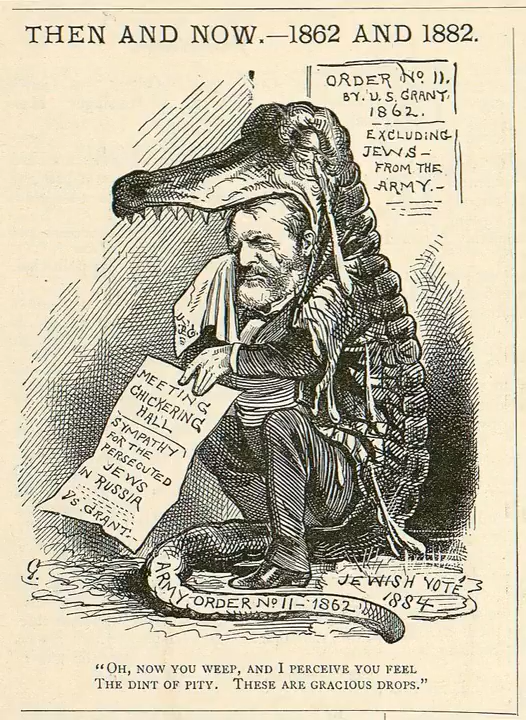 THEN AND NOW.—1862 AND 1882.
ORDER No 11.
BY. U.S. GRANT.
1862.
EXCLUDING
JEWS—
FROM THE
ARMY.—
MEETING
CHICKERING
HALL
SYMPATHY
FOR THE
PERSECUTED
JEWS
IN RUSSIA
US GRANT.
ARMY ORDER No 11-1862
JEWISH VOTE
1884
G.
"OH, NOW YOU WEEP, AND I PERCEIVE YOU FEEL
THE DINT OF PITY. THESE ARE GRACIOUS DROPS."